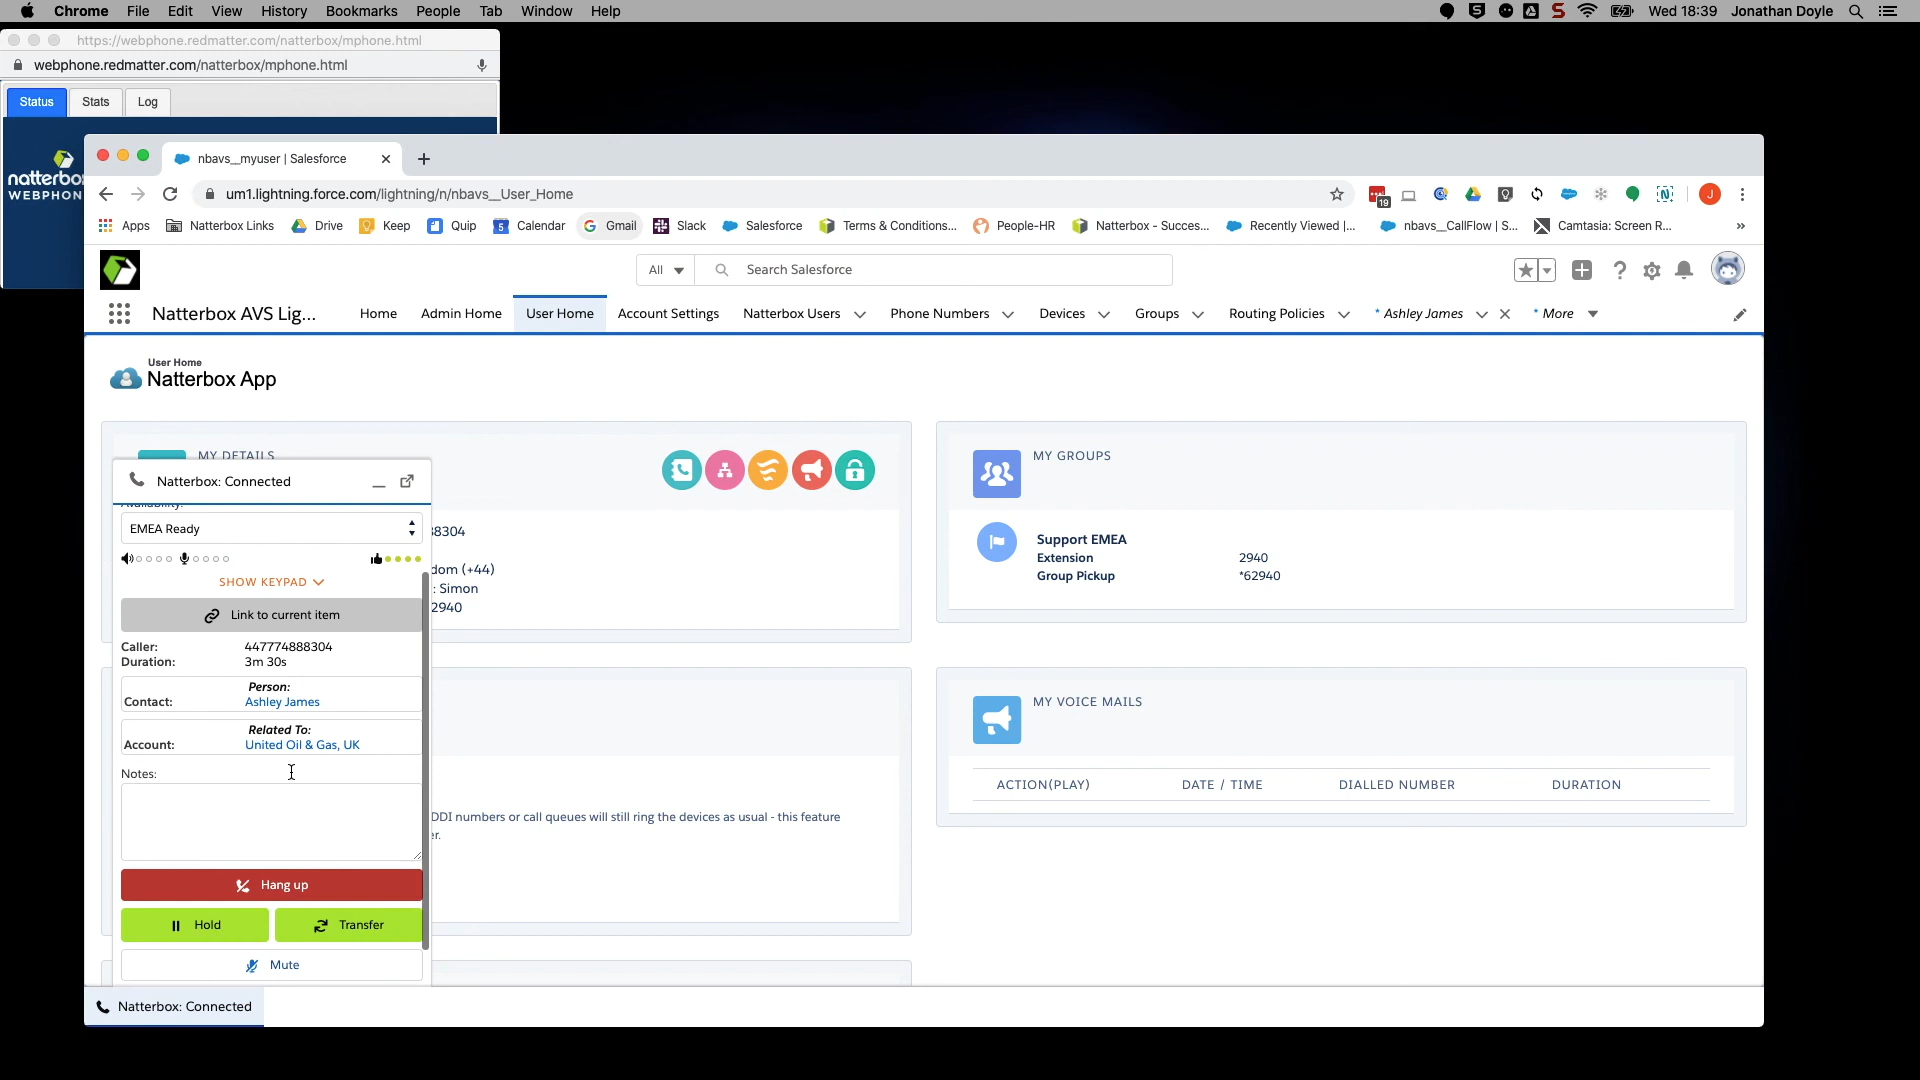 Chrome File Edit View History Bookmarks People Tab Window Help
Wed 18:39 Jonathan Doyle
https://webphone.redmatter.com/natterbox/mphone.html
webphone.redmatter.com/natterbox/mphone.html
Status Stats Log
natterbo
WEBPHON
nbavs__myuser | Salesforce
um1.lightning.force.com/lightning/n/nbavs__User_Home
19
J
Apps Natterbox Links Drive Keep Quip Calendar Gmail Slack Salesforce Terms & Conditions... People-HR Natterbox - Succes... Recently Viewed |... nbavs__CallFlow | S... Camtasia: Screen R... »
All Search Salesforce
Natterbox AVS Lig... Home Admin Home User Home Account Settings Natterbox Users Phone Numbers Devices Groups Routing Policies * Ashley James * More
User Home
Natterbox App
MY DETAILS
38304
dom (+44)
: Simon
2940
MY GROUPS
Support EMEA
Extension 2940
Group Pickup *62940
DDI numbers or call queues will still ring the devices as usual - this feature
er.
MY VOICE MAILS
ACTION(PLAY) DATE / TIME DIALLED NUMBER DURATION
Natterbox: Connected
Availability:
EMEA Ready
SHOW KEYPAD
Link to current item
Caller: 447774888304
Duration: 3m 30s
Person:
Contact: Ashley James
Related To:
Account: United Oil & Gas, UK
Notes:
Hang up
Hold Transfer
Mute
Natterbox: Connected